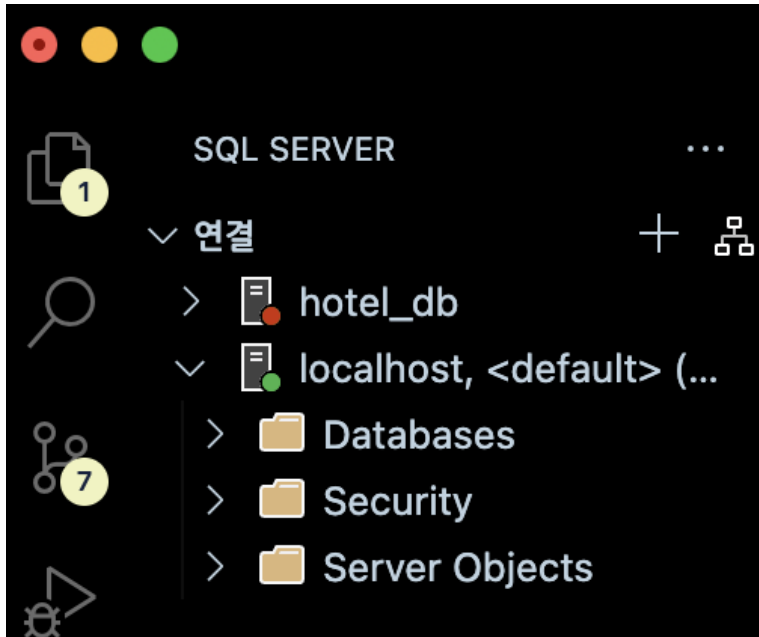 SQL SERVER ...
1
연결
hotel_db
localhost, <default> (...
Databases
7
Security
Server Objects